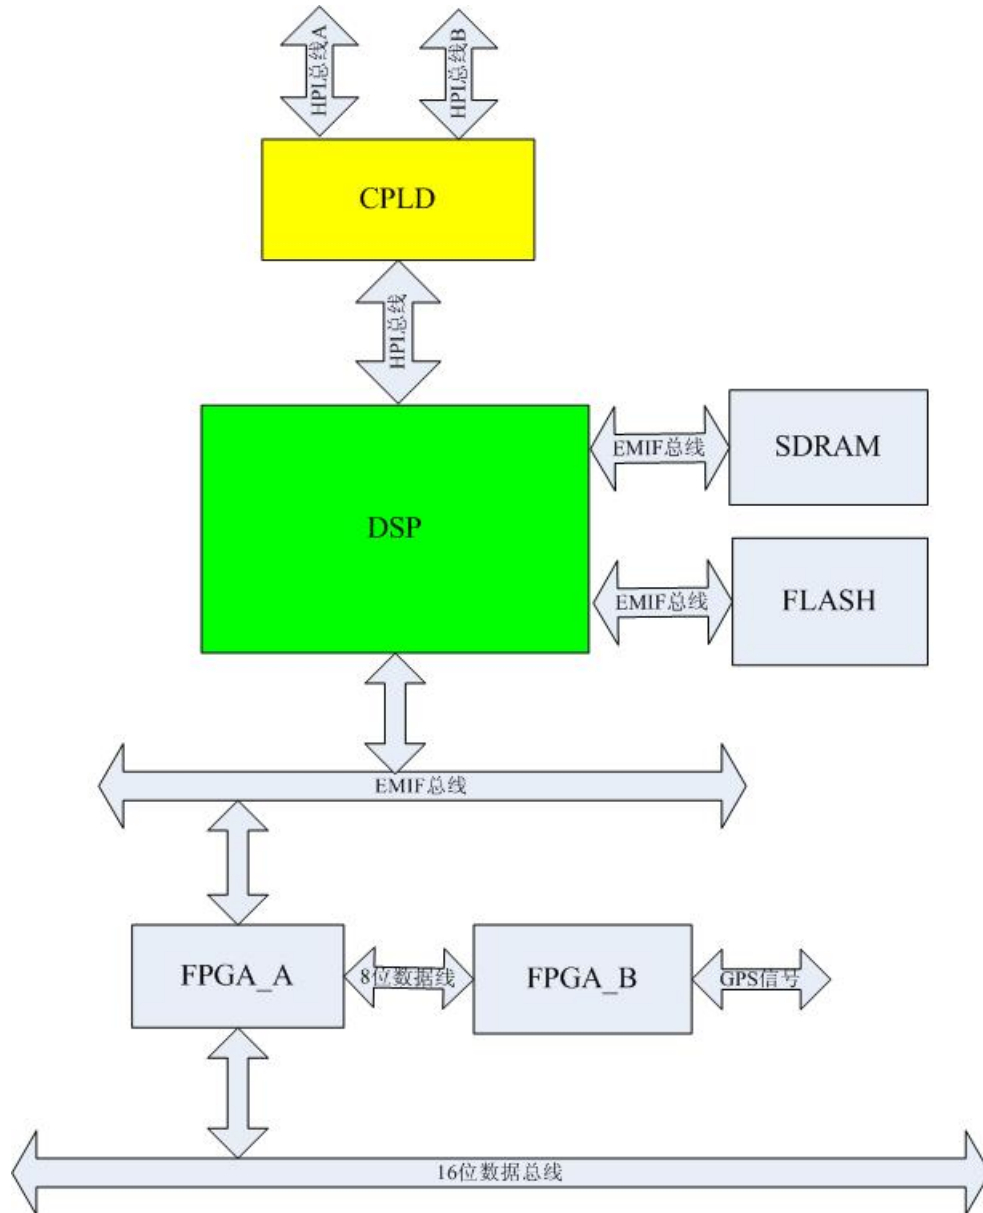 HPI总线A
HPI总线B
CPLD
HPI总线
DSP
EMIF总线
SDRAM
EMIF总线
FLASH
EMIF总线
FPGA_A
8位数据线
FPGA_B
GPS信号
16位数据总线